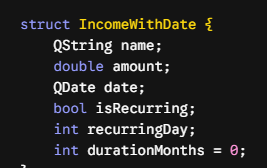 struct IncomeWithDate {
QString name;
double amount;
QDate date;
bool isRecurring;
int recurringDay;
int durationMonths = 0;